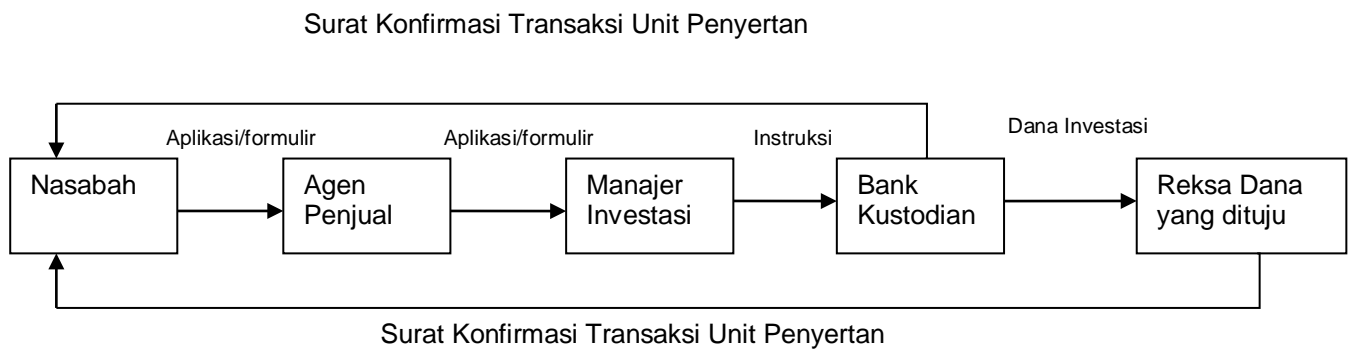 Surat Konfirmasi Transaksi Unit Penyertan
Aplikasi/formulir
Aplikasi/formulir
Instruksi
Dana Investasi
Nasabah
Agen
Penjual
Manajer
Investasi
Bank
Kustodian
Reksa Dana
yang dituju
Surat Konfirmasi Transaksi Unit Penyertan